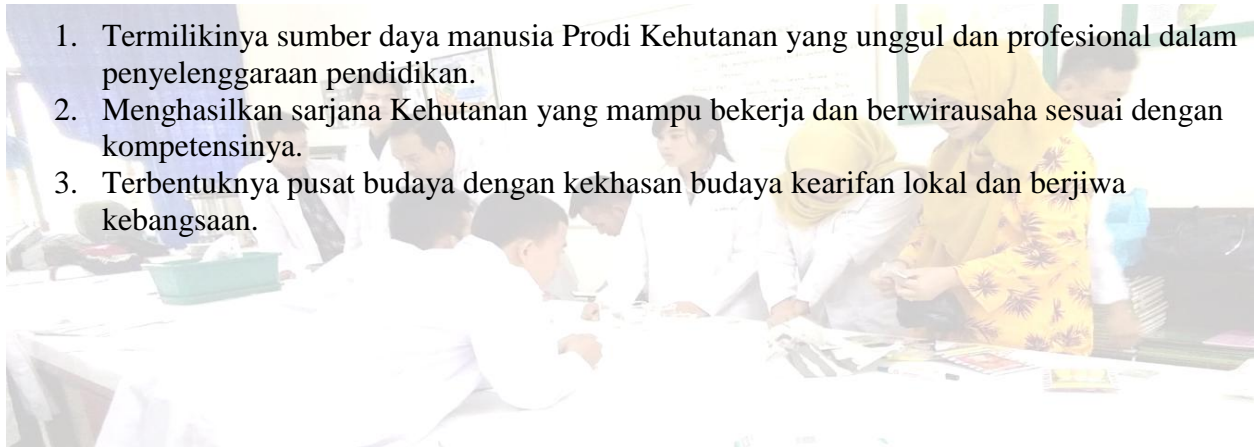 1. Termilikinya sumber daya manusia Prodi Kehutanan yang unggul dan profesional dalam
penyelenggaraan pendidikan.
2. Menghasilkan sarjana Kehutanan yang mampu bekerja dan berwirausaha sesuai dengan
kompetensinya.
3. Terbentuknya pusat budaya dengan kekhasan budaya kearifan lokal dan berjiwa
kebangsaan.